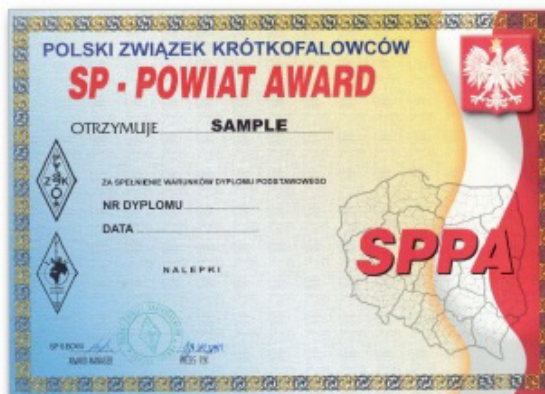 POLSKI ZWIĄZEK KRÓTKOFALOWCÓW
SP - POWIAT AWARD
OTRZYMUJE SAMPLE
ZA SPEŁNIENIE WARUNKÓW DYPLOMU PODSTAWOWEGO
NR DYPLOMU
DATA
SPPA
NALEPKI
AWARD MANAGER